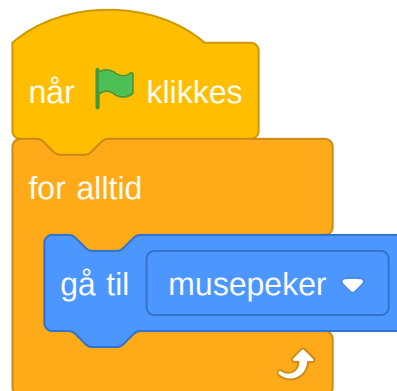 når klikkes
for alltid
gå til musepeker